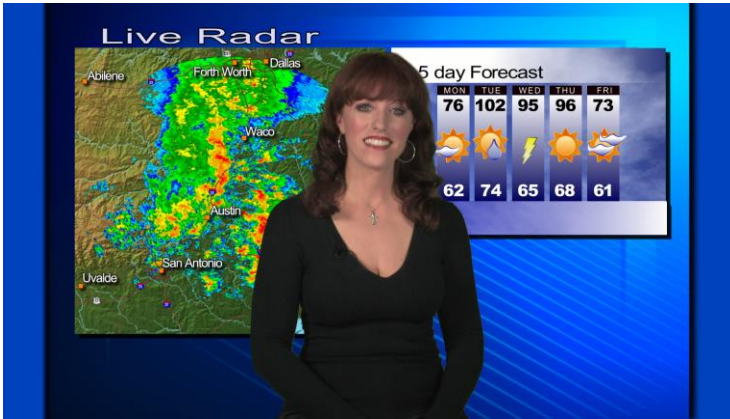 Live Radar
Abilene
Fort Worth
Dallas
Waco
Austin
San Antonio
Uvalde
5 day Forecast
MON TUE WED THU FRI
76 102 95 96 73
62 74 65 68 61